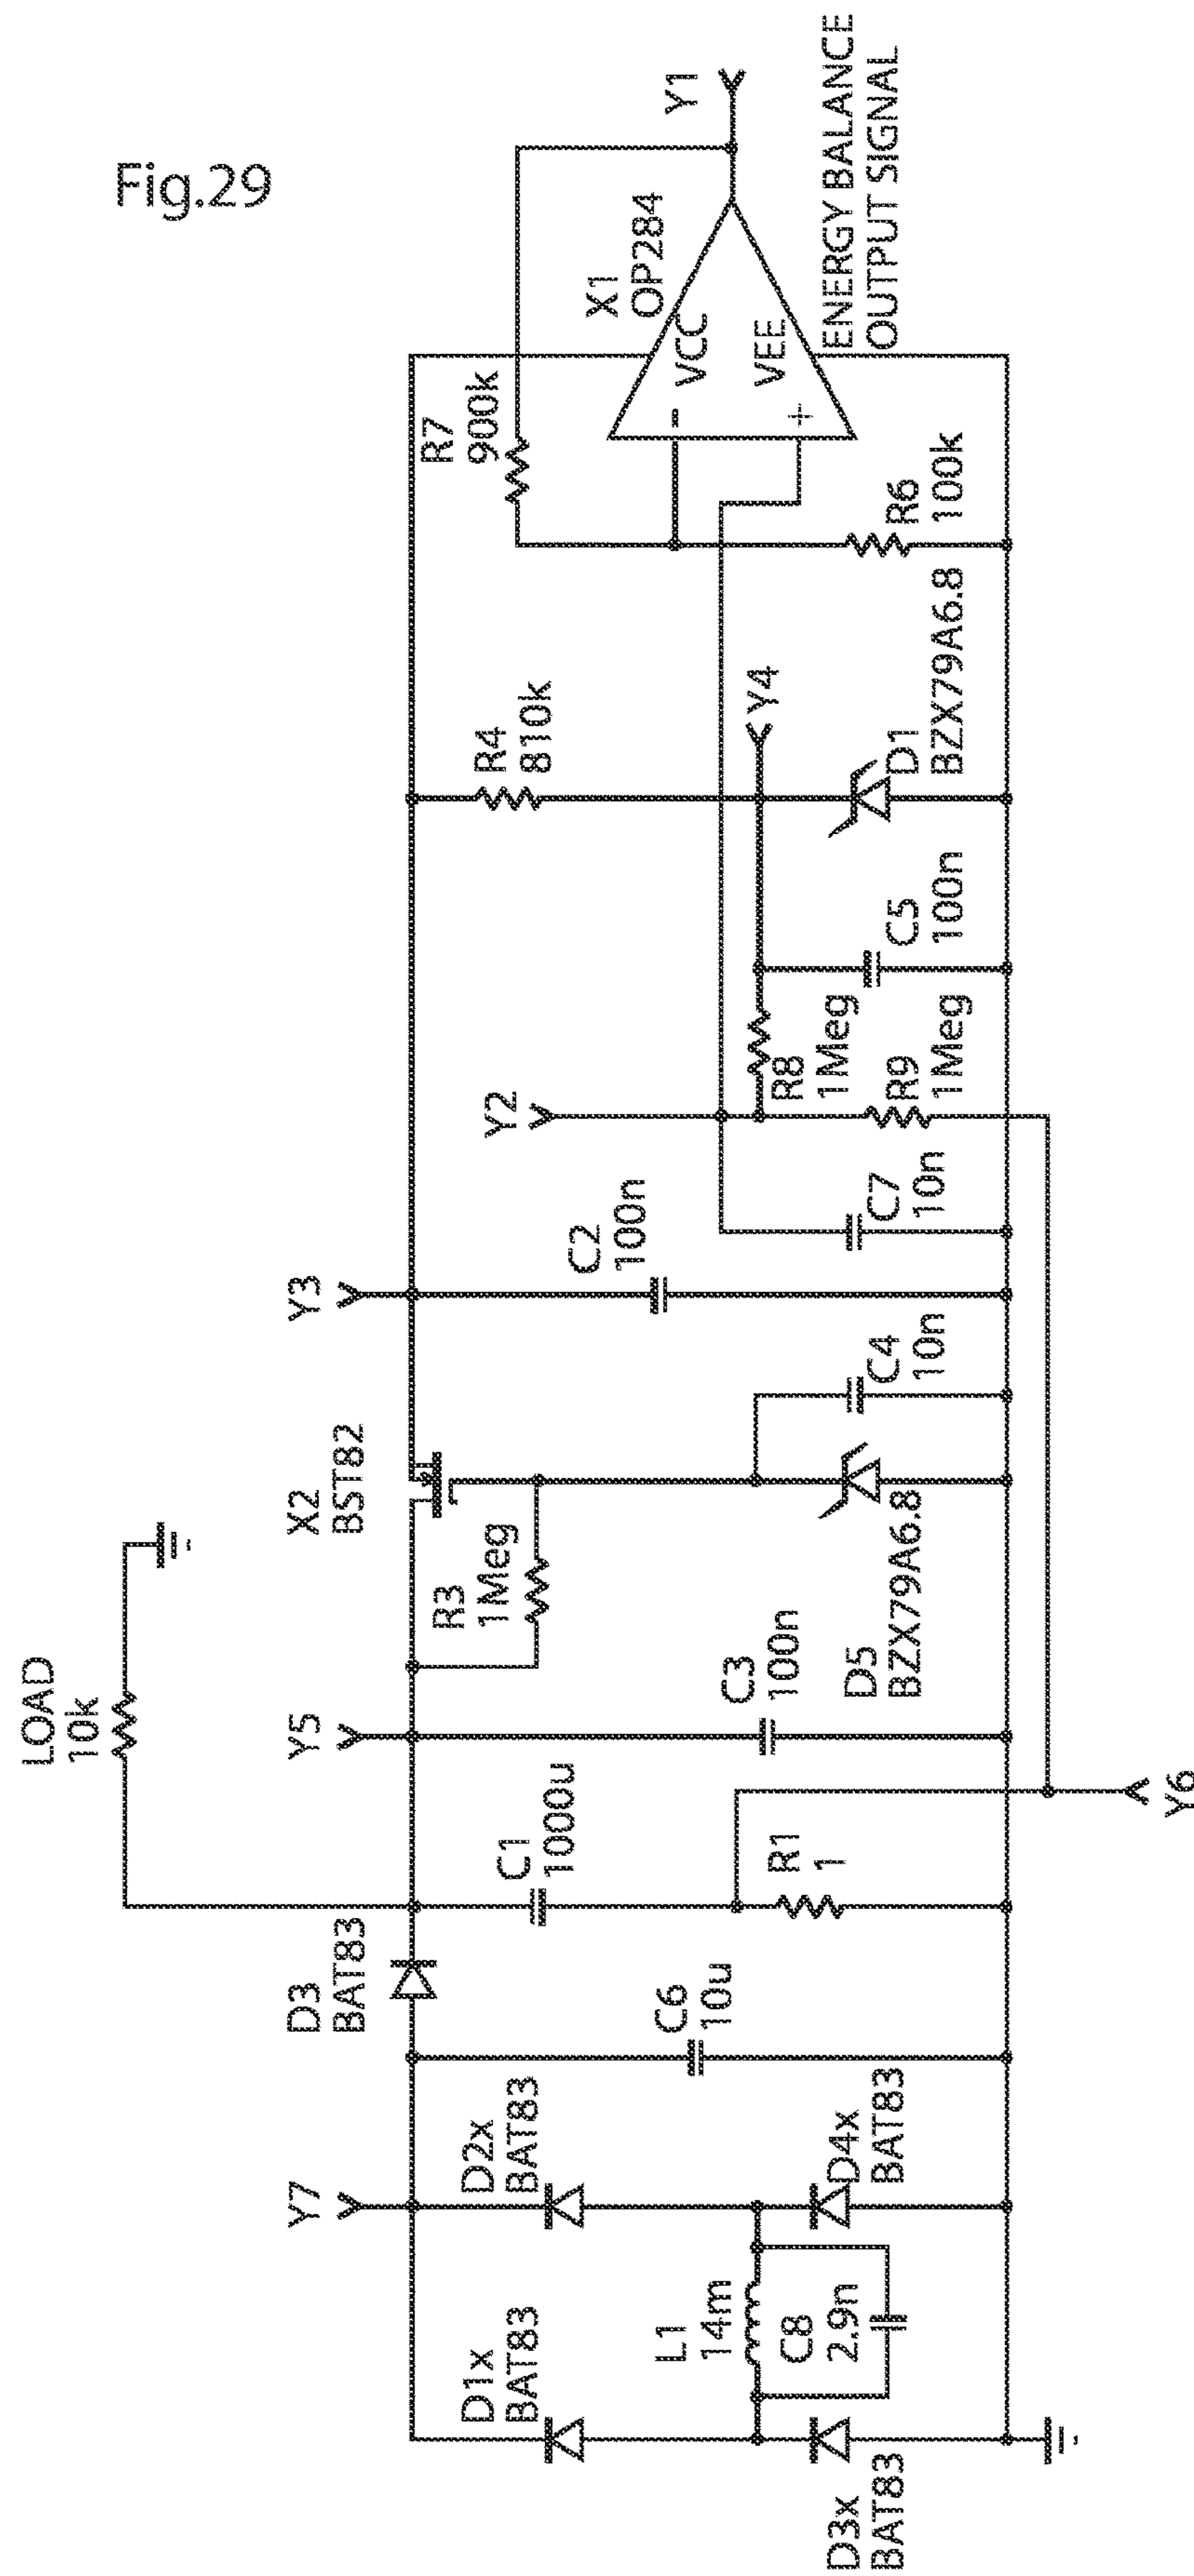 Fig.29
LOAD
10k
D1x
BAT83
D3x
BAT83
L1
14m
C8
2.9n
Y7
D2x
BAT83
D4x
BAT83
C6
10u
D3
BAT83
C1
1000u
R1
1
Y6
Y5
C3
100n
R3
1Meg
X2
BST82
D5
BZX79A6.8
C4
10n
Y3
C2
100n
C7
10n
Y2
R8
1Meg
R9
1Meg
C5
100n
Y4
R4
810k
D1
BZX79A6.8
R7
900k
R6
100k
X1
OP284
-
VCC
+
VEE
Y1
ENERGY BALANCE
OUTPUT SIGNAL